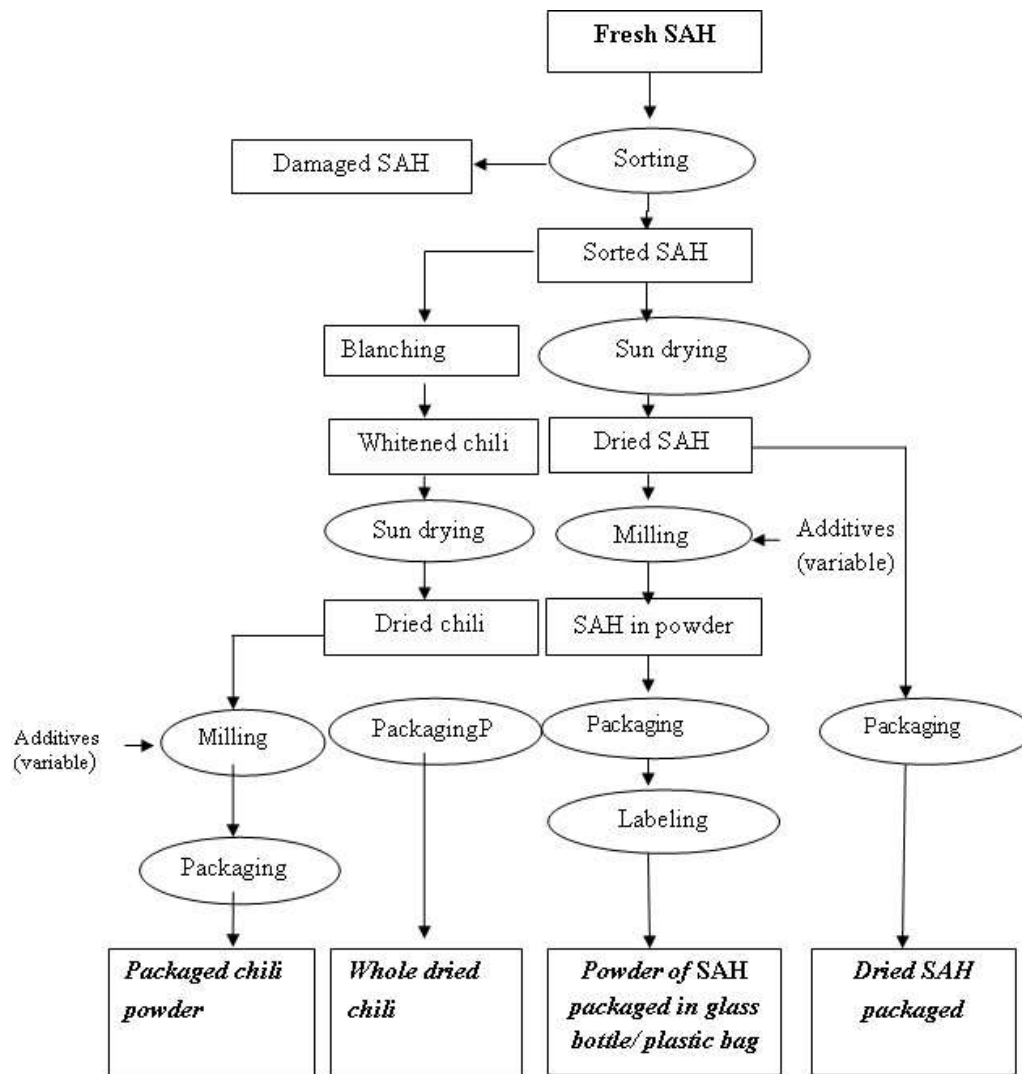 Fresh SAH
Sorting
Damaged SAH
Sorted SAH
Blanching
Sun drying
Whitened chili
Dried SAH
Sun drying
Milling
Additives
(variable)
Dried chili
SAH in powder
Additives
(variable)
Milling
PackagingP
Packaging
Packaging
Labeling
Packaging
Packaged chili
powder
Whole dried
chili
Powder of SAH
packaged in glass
bottle/ plastic bag
Dried SAH
packaged